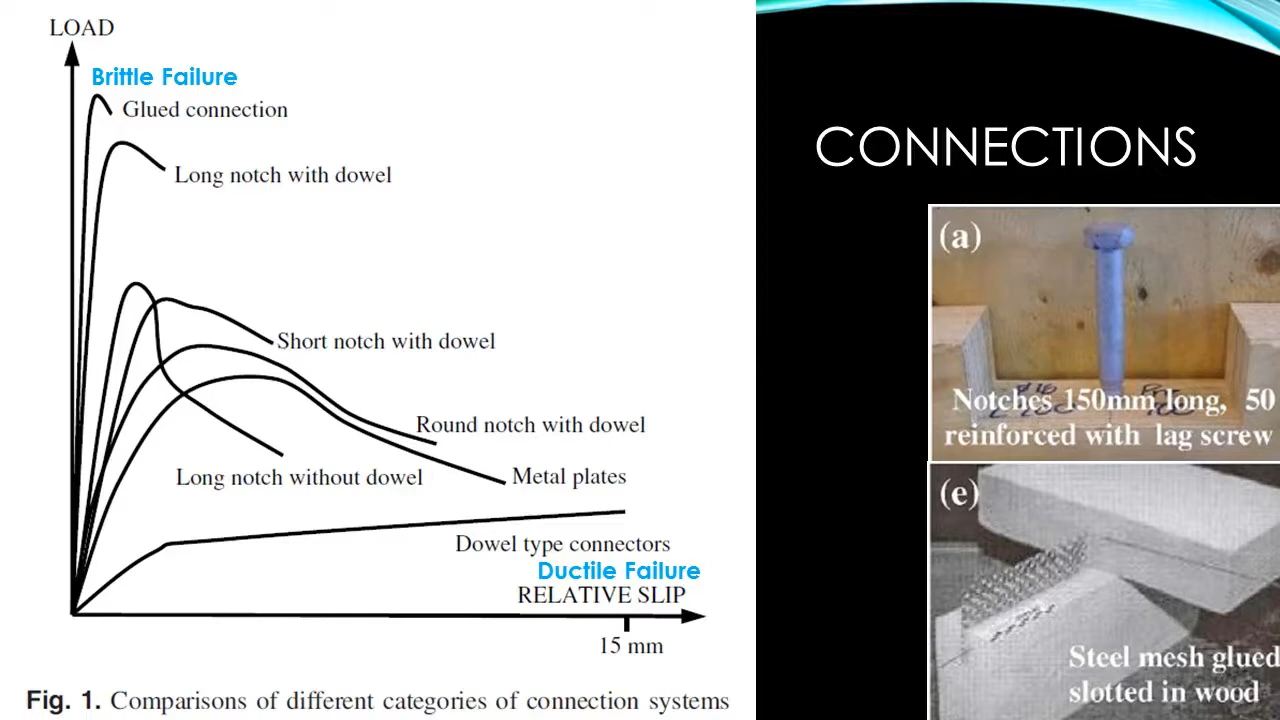 LOAD
Brittle Failure
Glued connection
Long notch with dowel
Short notch with dowel
Round notch with dowel
Long notch without dowel
Metal plates
Dowel type connectors
Ductile Failure
RELATIVE SLIP
15 mm
Fig. 1. Comparisons of different categories of connection systems
CONNECTIONS
(a)
Notches 150mm long, 50
reinforced with lag screw
(e)
Steel mesh glued
slotted in wood